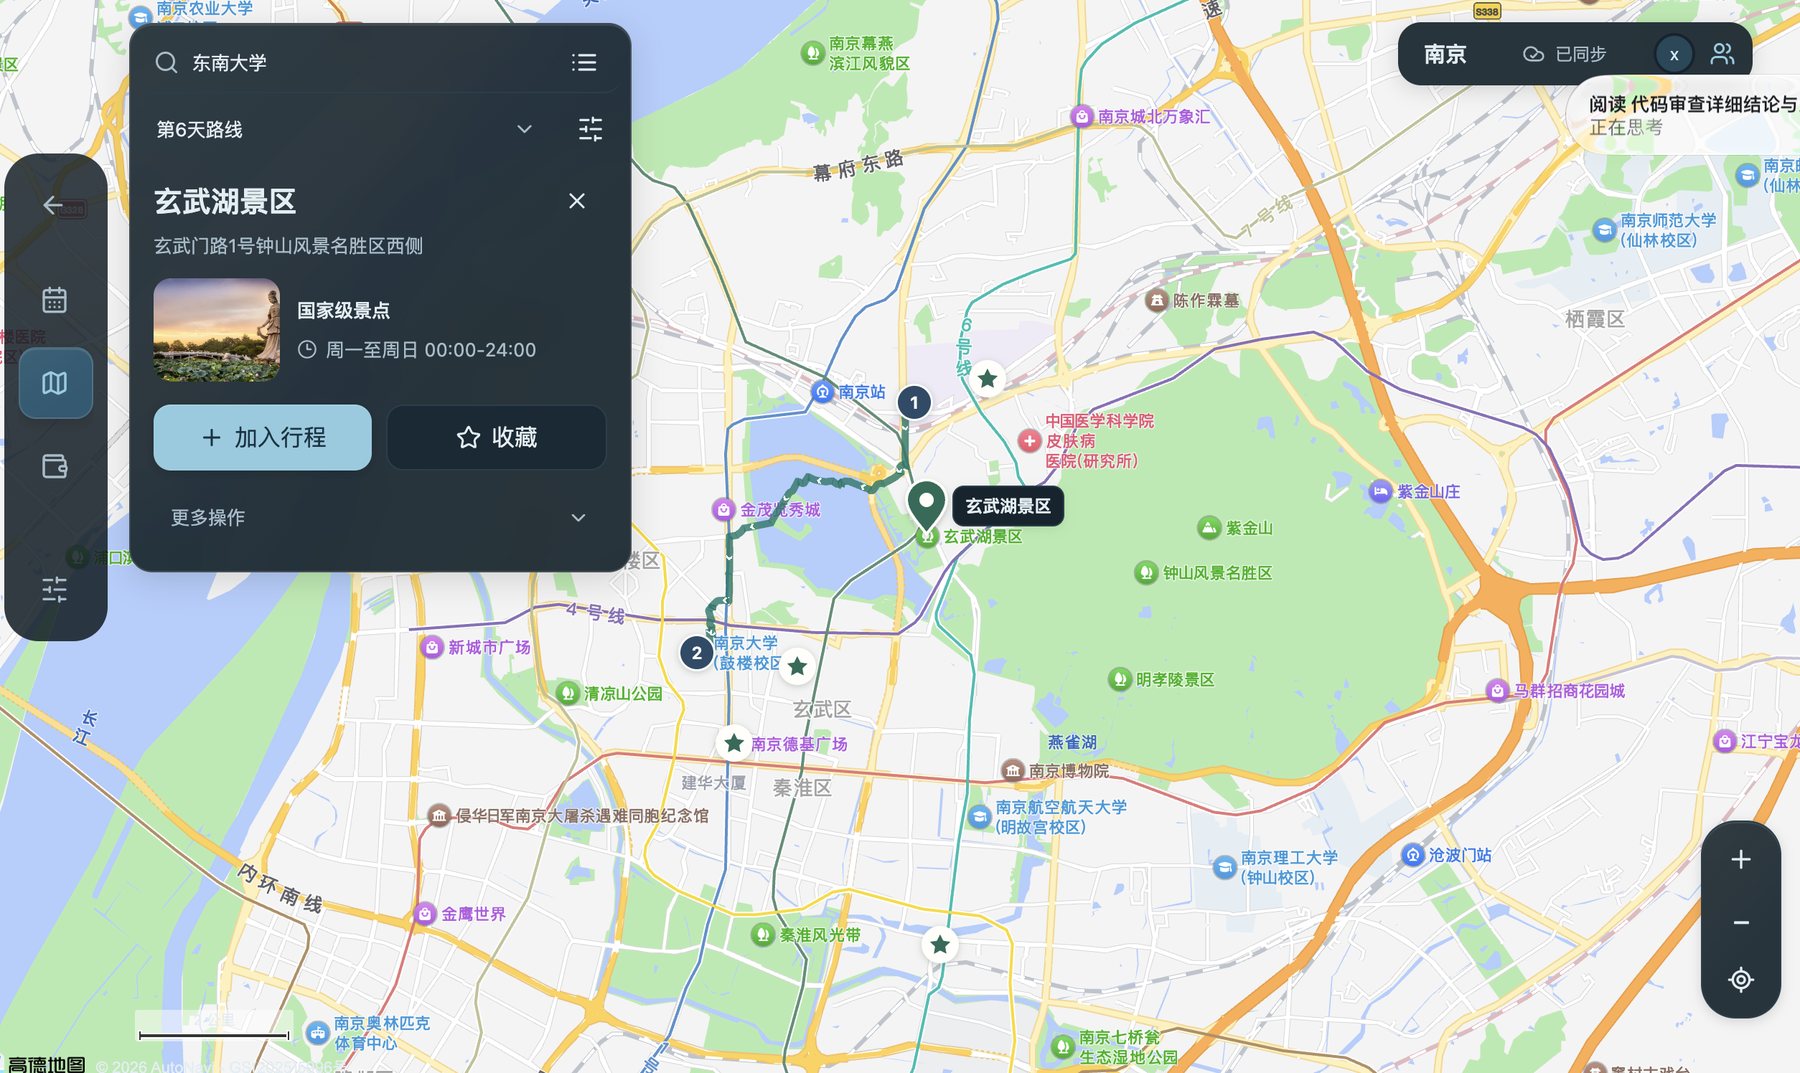 南京农业大学
东南大学
第6天路线
玄武湖景区
玄武门路1号钟山风景名胜区西侧
国家级景点
周一至周日 00:00-24:00
加入行程
收藏
更多操作
南京
已同步
x
阅读 代码审查详细结论与
正在思考
S338
速
南京幕燕
滨江风貌区
南京城北万象汇
幕府东路
7号线
南京师范大学
(仙林校区)
(仙林
陈作霖墓
栖霞区
6号线
南京站
1
中国医学科学院
皮肤病
医院(研究所)
紫金山庄
金茂览秀城
玄武湖景区
玄武湖景区
紫金山
钟山风景名胜区
楼区
4号线
新城市广场
2
南京大学
(鼓楼校区
清凉山公园
明孝陵景区
马群招商花园城
玄武区
长江
南京德基广场
燕雀湖
江宁宝龙
建华大厦
秦淮区
南京博物院
侵华日军南京大屠杀遇难同胞纪念馆
南京航空航天大学
(明故宫校区)
南京理工大学
(钟山校区)
沧波门站
内环南线
金鹰世界
秦淮风光带
南京奥林匹克
体育中心
南京七桥瓮
生态湿地公园
高德地图
© 2026 AutoNavi